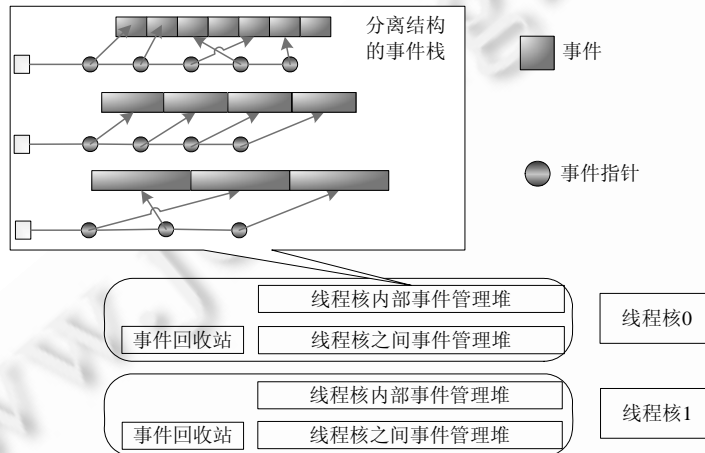 分离结构
的事件栈
事件
事件指针
线程核内部事件管理堆
事件回收站
线程核之间事件管理堆
线程核0
线程核内部事件管理堆
事件回收站
线程核之间事件管理堆
线程核1